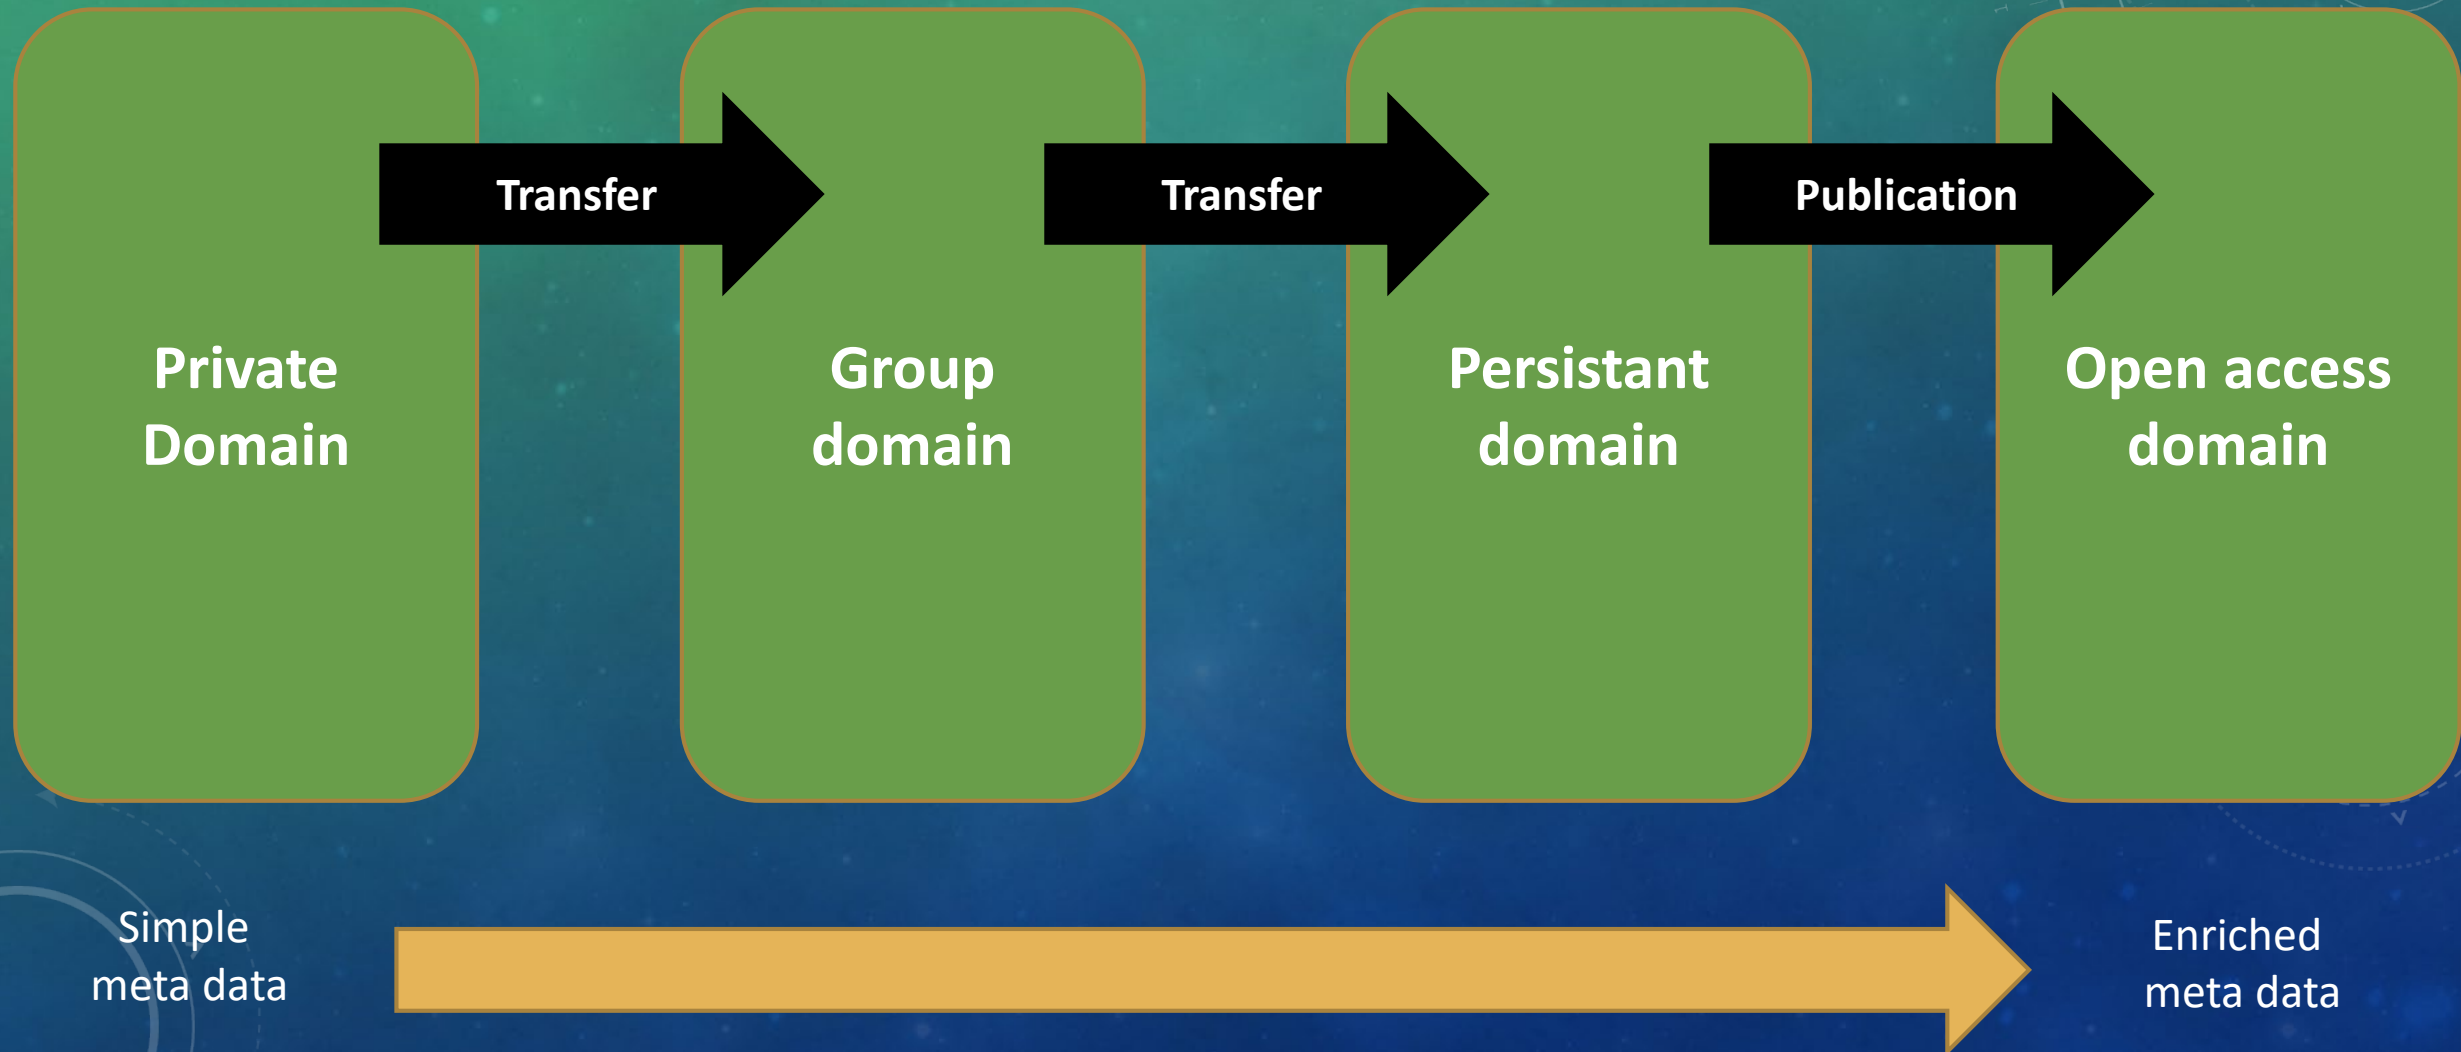 Transfer
Transfer
Publication
Private
Domain
Group
domain
Persistant
domain
Open access
domain
Simple
meta data
Enriched
meta data